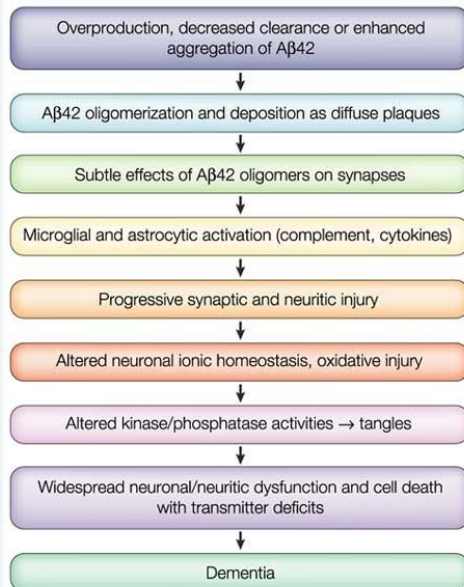 Overproduction, decreased clearance or enhanced
aggregation of Aβ42
Aβ42 oligomerization and deposition as diffuse plaques
Subtle effects of Aβ42 oligomers on synapses
Microglial and astrocytic activation (complement, cytokines)
Progressive synaptic and neuritic injury
Altered neuronal ionic homeostasis, oxidative injury
Altered kinase/phosphatase activities → tangles
Widespread neuronal/neuritic dysfunction and cell death
with transmitter deficits
Dementia